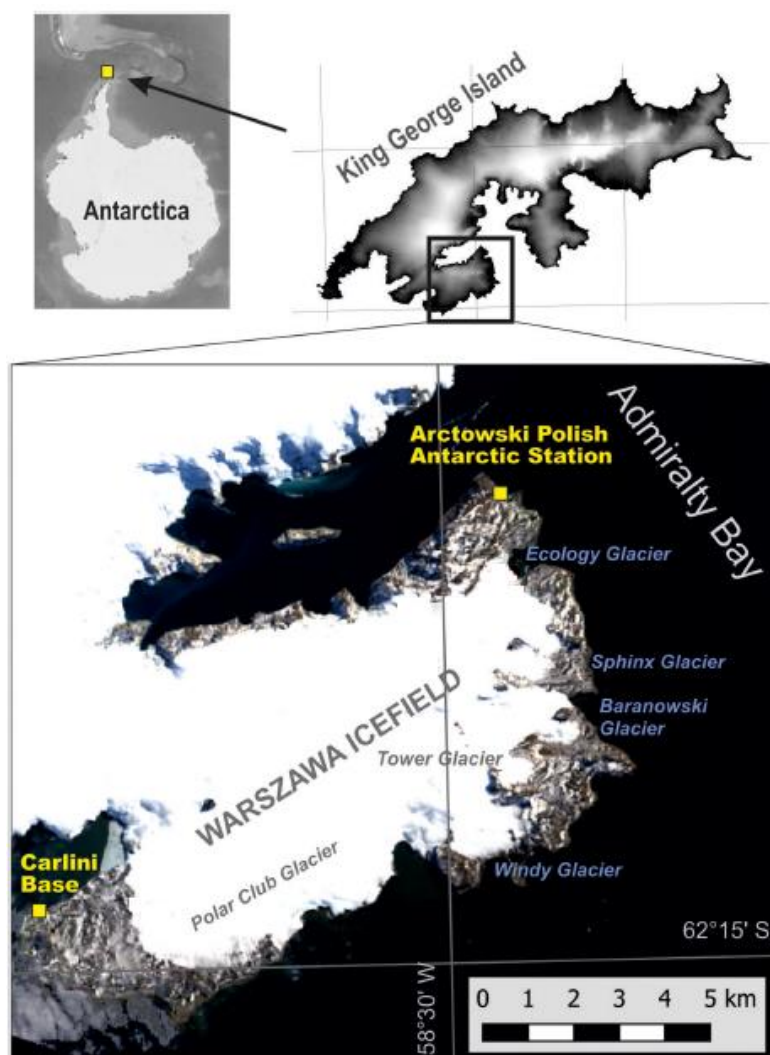 Antarctica
King George Island
Arctowski Polish
Antarctic Station
Admiralty Bay
Ecology Glacier
Sphinx Glacier
Baranowski
Glacier
WARSZAWA ICEFIELD
Tower Glacier
Carlini
Base
Polar Club Glacier
Windy Glacier
62°15' S
58°30' W
0 1 2 3 4 5 km